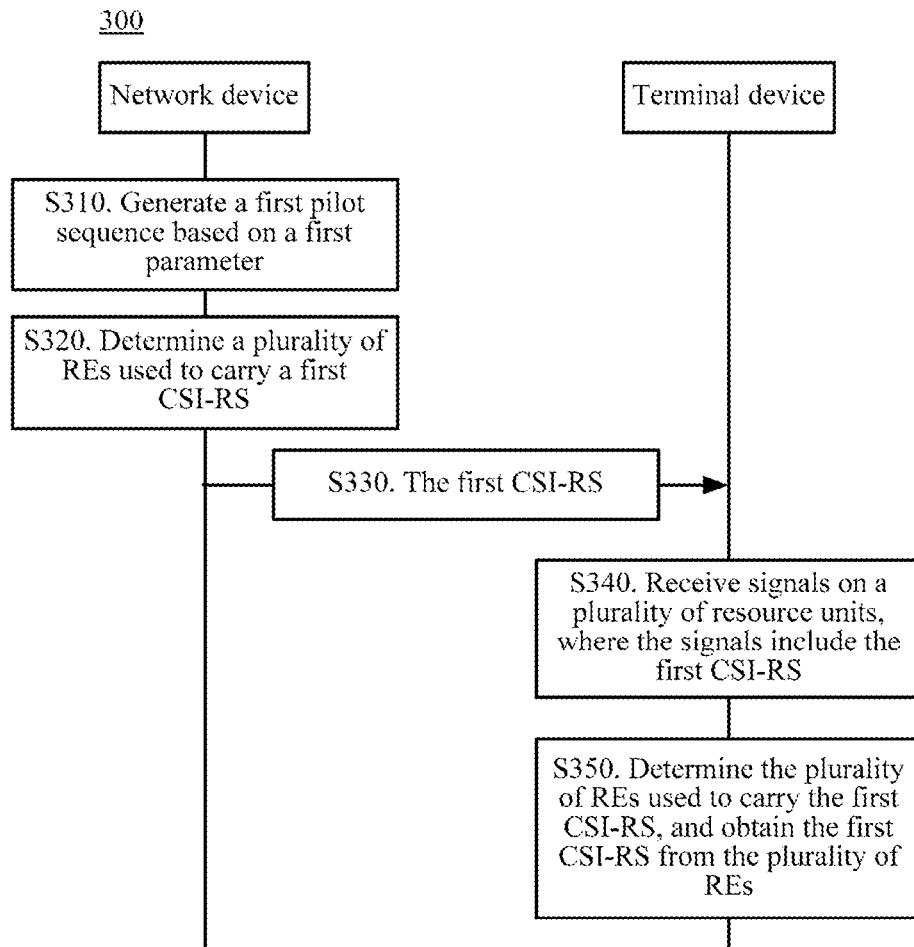 300
Network device
Terminal device
S310. Generate a first pilot
sequence based on a first
parameter
S320. Determine a plurality of
REs used to carry a first
CSI-RS
S330. The first CSI-RS
S340. Receive signals on a
plurality of resource units,
where the signals include the
first CSI-RS
S350. Determine the plurality
of REs used to carry the first
CSI-RS, and obtain the first
CSI-RS from the plurality of
REs